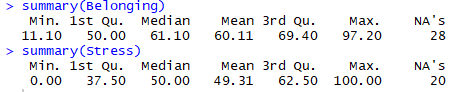 > summary(Belonging)
Min. 1st Qu. Median Mean 3rd Qu. Max. NA's
11.10 50.00 61.10 60.11 69.40 97.20 28
> summary(Stress)
Min. 1st Qu. Median Mean 3rd Qu. Max. NA's
0.00 37.50 50.00 49.31 62.50 100.00 20